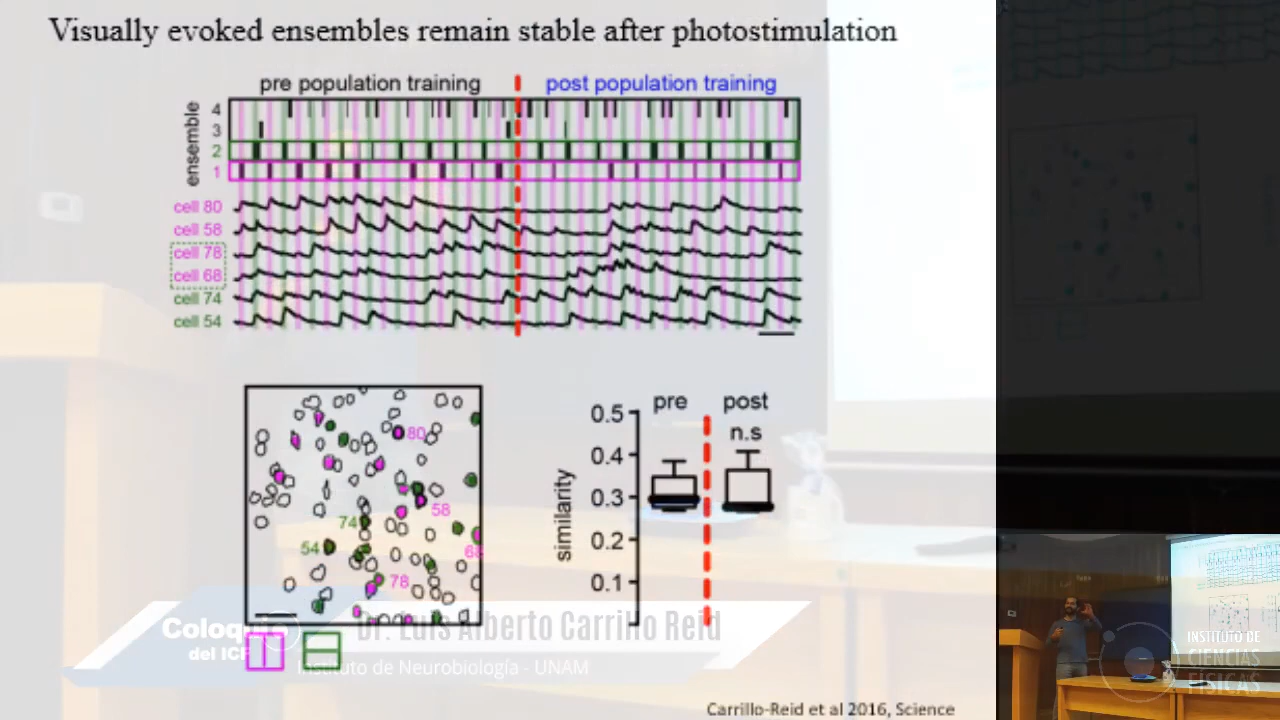 Visually evoked ensembles remain stable after photostimulation
pre population training
post population training
ensemble
4
3
2
1
cell 80
cell 58
cell 78
cell 68
cell 74
cell 54
80
58
74
68
54
78
pre
post
n.s
similarity
0.5
0.4
0.3
0.2
0.1
Coloquio
del ICF
Dr. Luis Alberto Carrillo Reid
Instituto de Neurobiología - UNAM
Carrillo-Reid et al 2016, Science
INSTITUTO DE
CIENCIAS
FÍSICAS